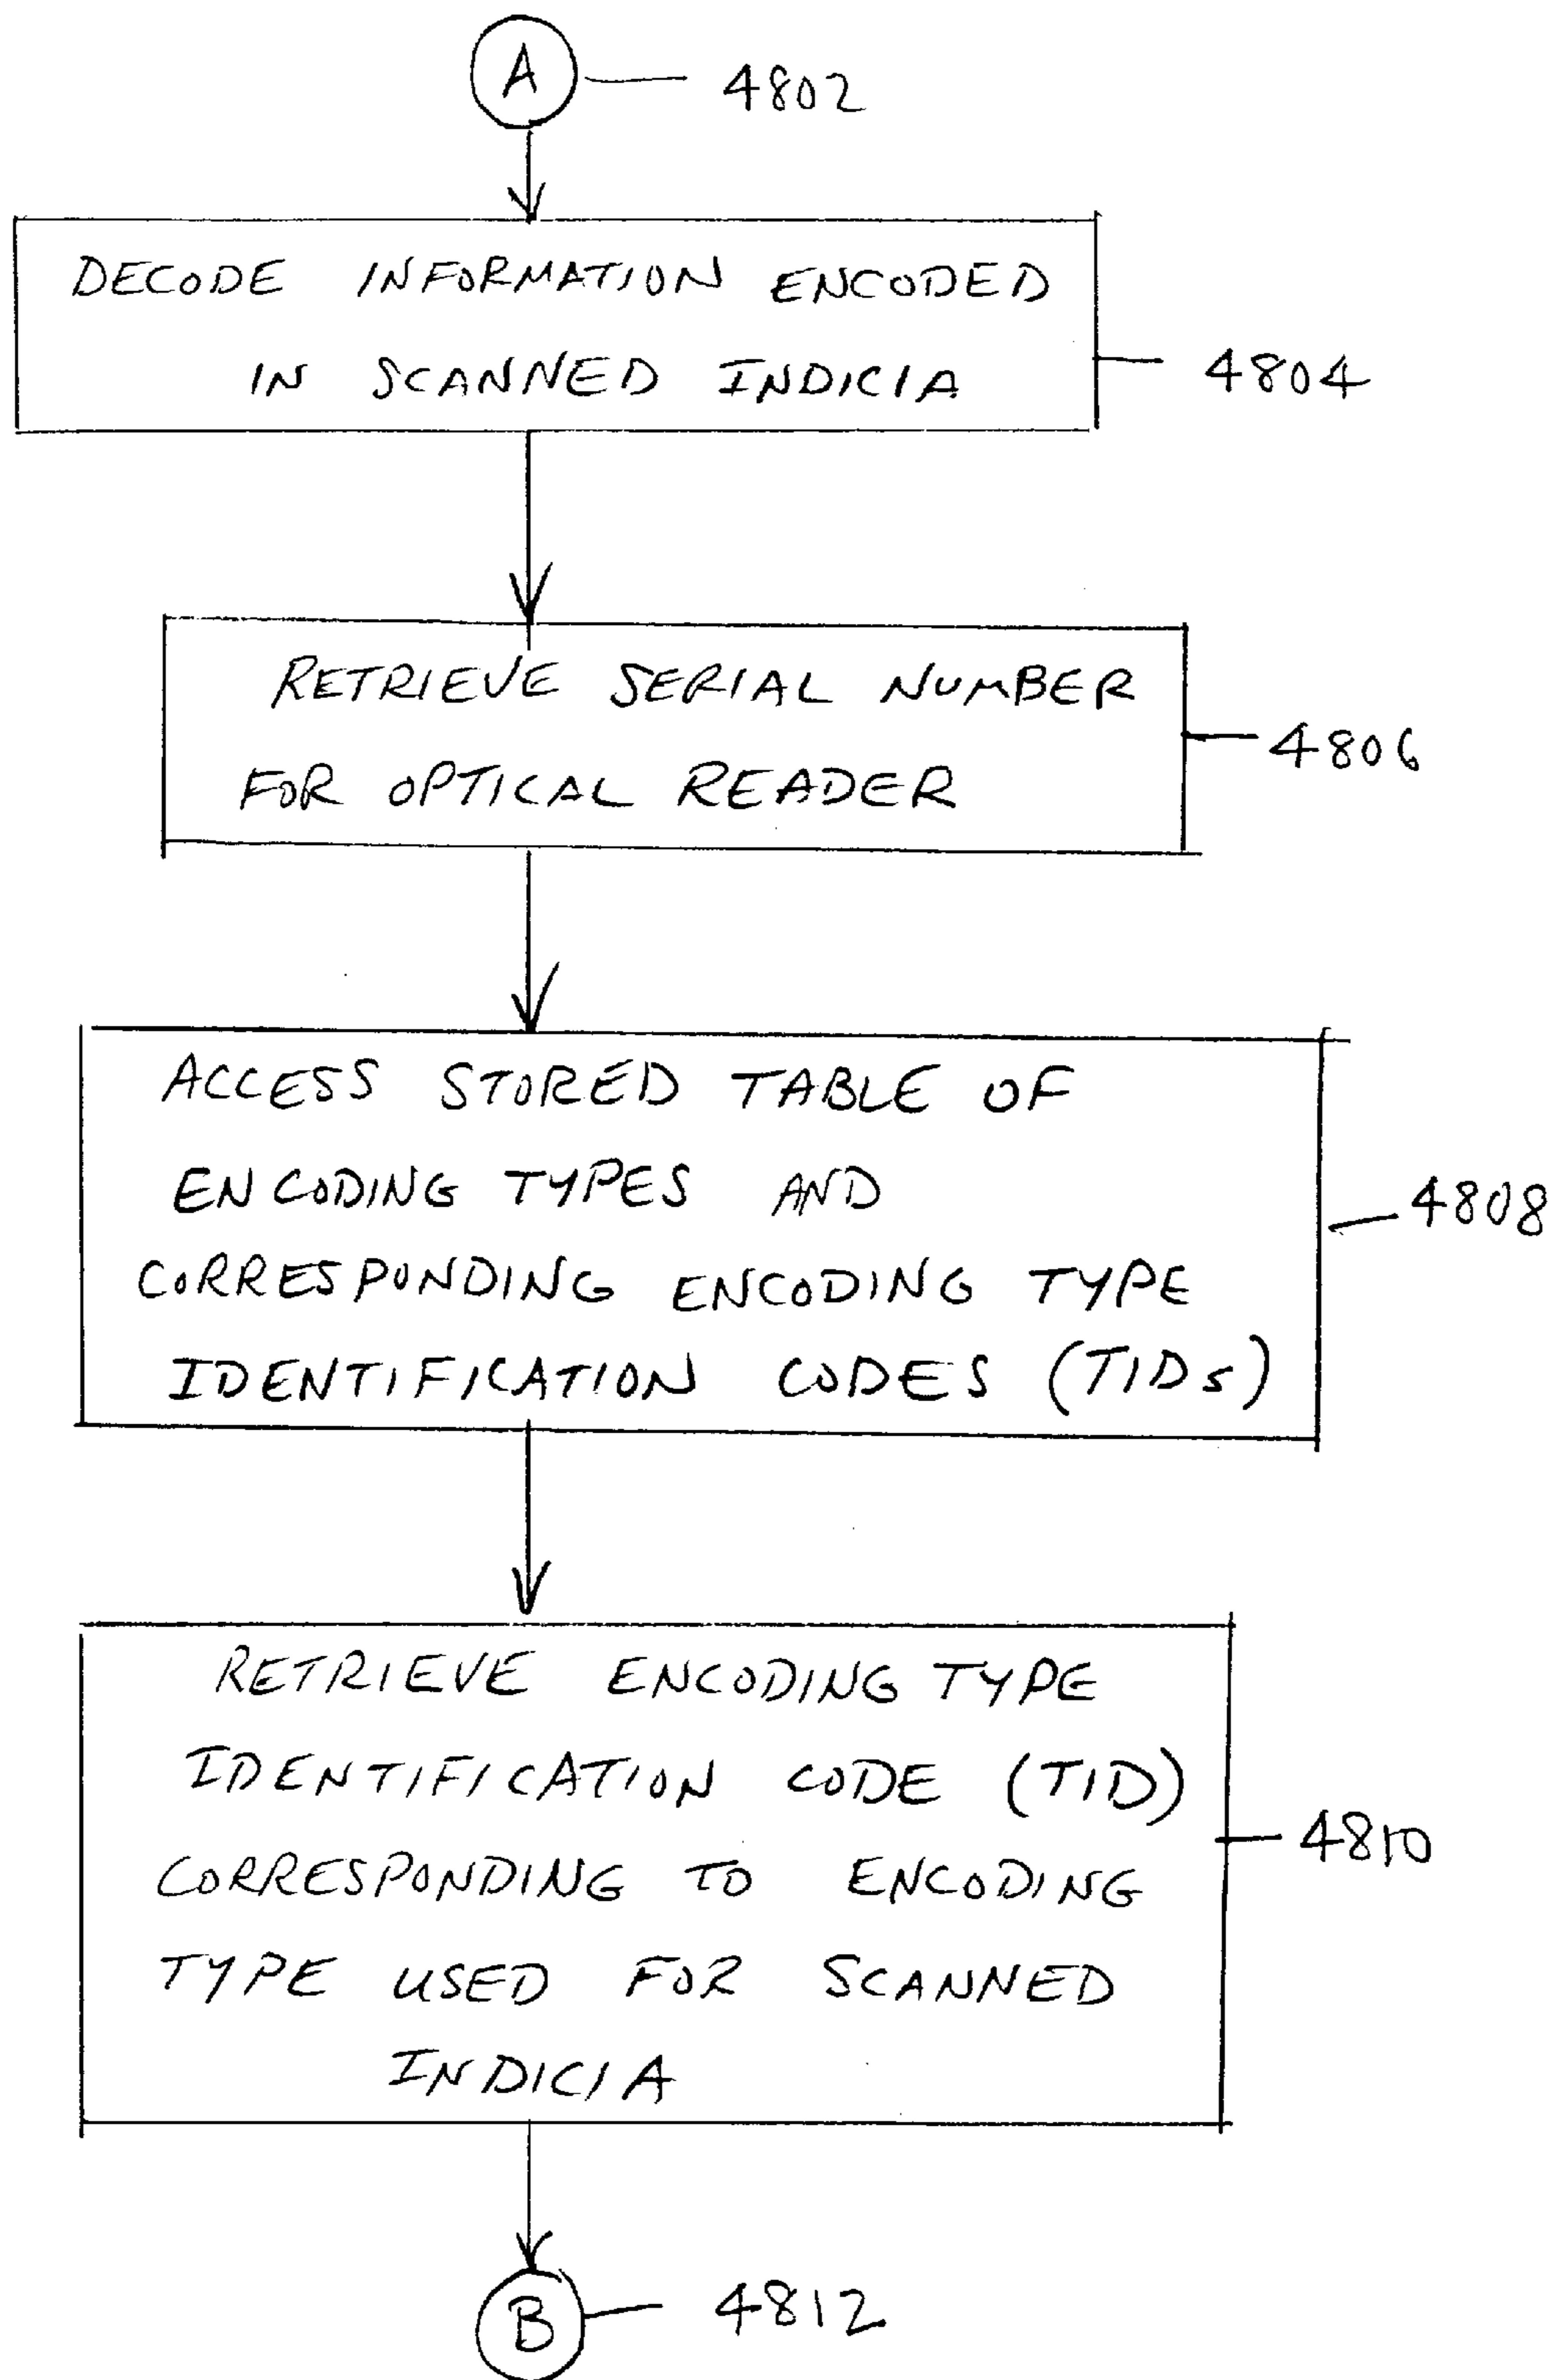 A 4802
DECODE INFORMATION ENCODED
IN SCANNED INDICIA
4804
RETRIEVE SERIAL NUMBER
FOR OPTICAL READER
4806
ACCESS STORED TABLE OF
ENCODING TYPES AND
CORRESPONDING ENCODING TYPE
IDENTIFICATION CODES (TIDs)
4808
RETRIEVE ENCODING TYPE
IDENTIFICATION CODE (TID)
CORRESPONDING TO ENCODING
TYPE USED FOR SCANNED
INDICIA
4810
B 4812